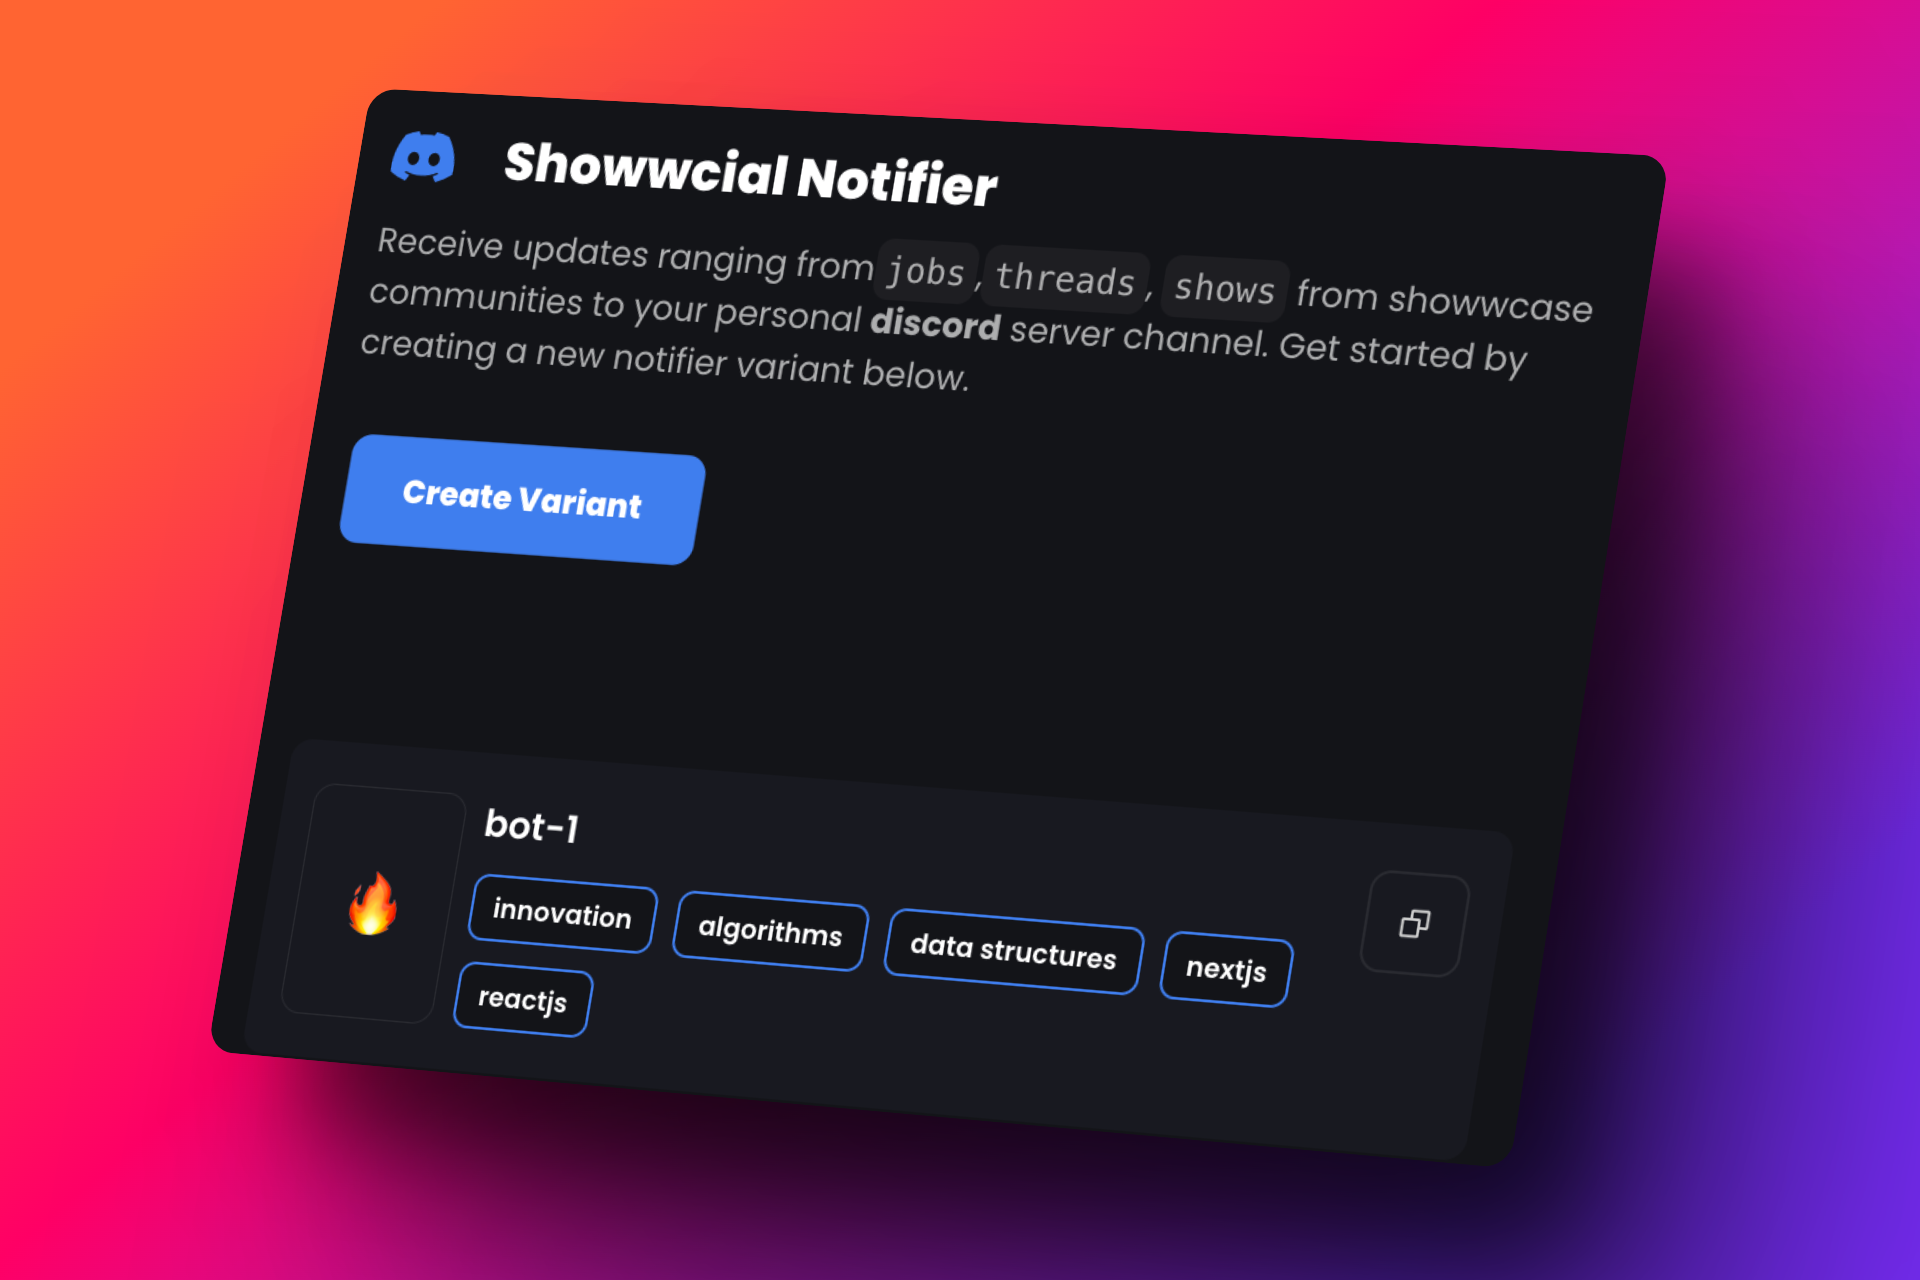 Showwcial Notifier
Receive updates ranging from jobs, threads, shows from showwcase
communities to your personal discord server channel. Get started by
creating a new notifier variant below.
Create Variant
bot-1
innovation algorithms data structures nextjs
reactjs